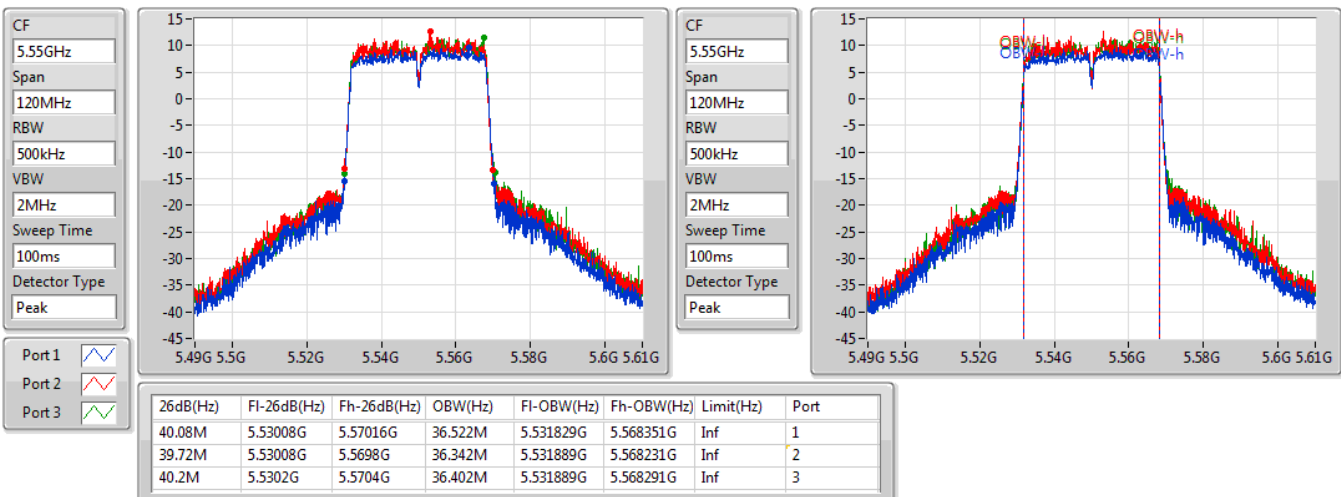 CF
5.55GHz
Span
120MHz
RBW
500kHz
VBW
2MHz
Sweep Time
100ms
Detector Type
Peak
15
10
5
0
-5
-10
-15
-20
-25
-30
-35
-40
-45
5.49G 5.5G 5.52G 5.54G 5.56G 5.58G 5.6G 5.61G
CF
5.55GHz
Span
120MHz
RBW
500kHz
VBW
2MHz
Sweep Time
100ms
Detector Type
Peak
15
10
5
0
-5
-10
-15
-20
-25
-30
-35
-40
-45
OBW-h
OBW-h
5.49G 5.5G 5.52G 5.54G 5.56G 5.58G 5.6G 5.61G
Port 1
Port 2
Port 3
26dB(Hz) Fl-26dB(Hz) Fh-26dB(Hz) OBW(Hz) Fl-OBW(Hz) Fh-OBW(Hz) Limit(Hz) Port
40.08M 5.53008G 5.57016G 36.522M 5.531829G 5.568351G Inf 1
39.72M 5.53008G 5.5698G 36.342M 5.531889G 5.568231G Inf 2
40.2M 5.5302G 5.5704G 36.402M 5.531889G 5.568291G Inf 3